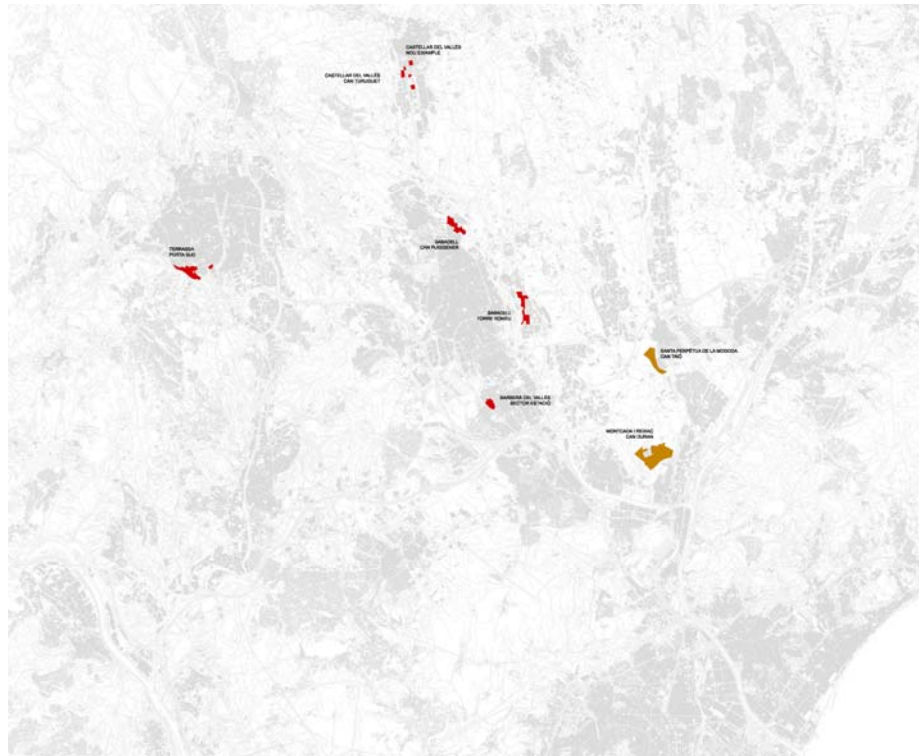 CASTELLAR DEL VALLÈS
NOU EIXAMPLE
CASTELLAR DEL VALLÈS
CAN TURUGUET
SABADELL
CAN PUIGGENER
TERRASSA
PORTA SUD
SABADELL
TORRE ROMEU
SANTA PERPÈTUA DE LA MOGODA
CAN TAIÓ
BARBERÀ DEL VALLÈS
SECTOR ESTACIÓ
MONTCADA I REIXAC
CAN DURAN